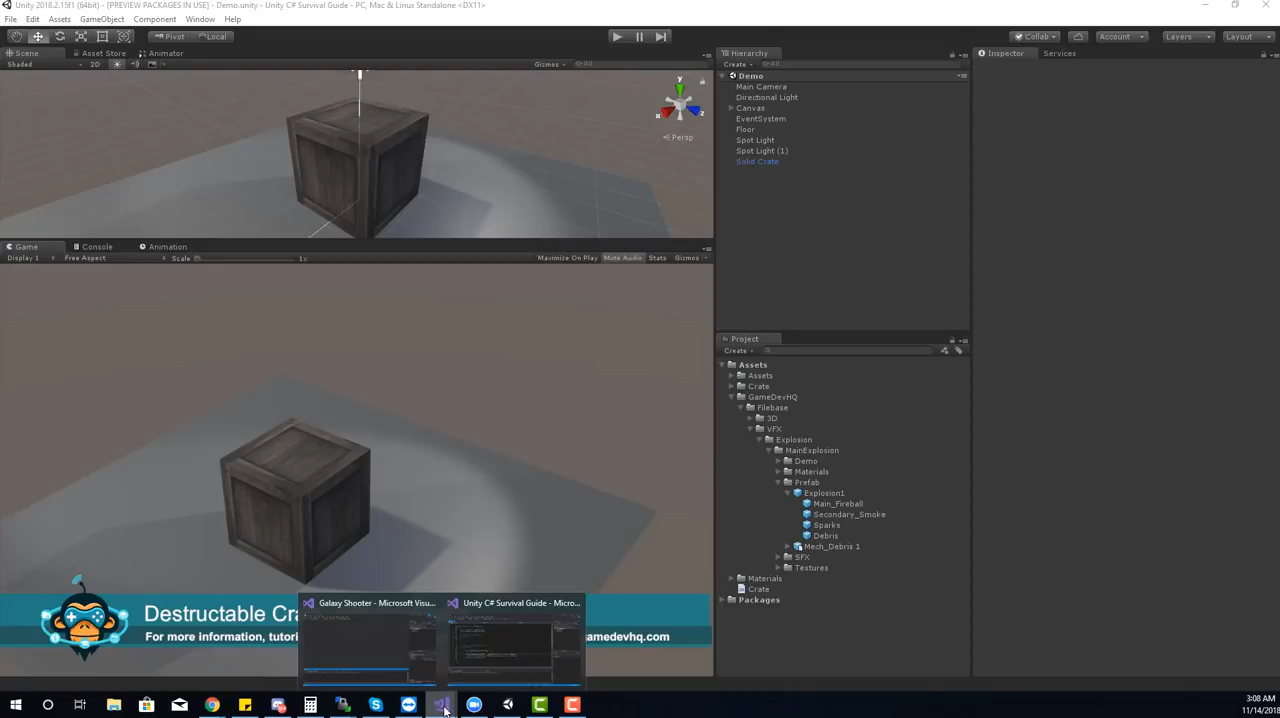 Unity 2018.2.15f1 (64bit) - [PREVIEW PACKAGES IN USE] - Demo.unity - Unity C# Survival Guide - PC, Mac & Linux Standalone <DX11>
File Edit Assets GameObject Component Window Help
Pivot Local Collab Account Layers Layout
Scene Asset Store Animator
Shaded 2D Gizmos All
y
x z
Persp
Game Console Animation
Display 1 Free Aspect Scale 1x Maximize On Play Mute Audio Stats Gizmos
Destructable Cra
For more information, tutori
amedevhq.com
Galaxy Shooter - Microsoft Visu...
Unity C# Survival Guide - Micro...
Hierarchy
Create All
Demo
Main Camera
Directional Light
Canvas
EventSystem
Floor
Spot Light
Spot Light (1)
Solid Crate
Project
Create
Assets
Assets
Crate
GameDevHQ
Filebase
3D
VFX
Explosion
MainExplosion
Demo
Materials
Prefab
Explosion1
Main_Fireball
Secondary_Smoke
Sparks
Debris
Mech_Debris 1
SFX
Textures
Materials
Crate
Packages
Inspector Services
3:08 AM
11/14/2018